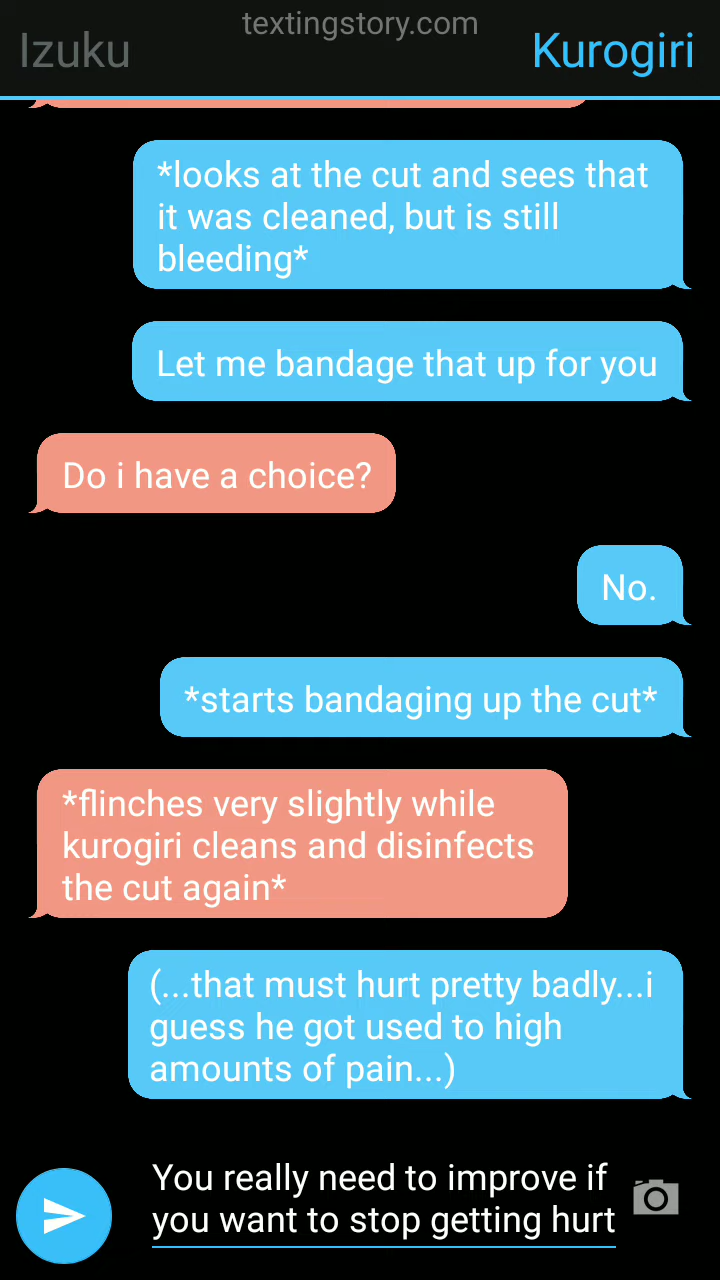 textingstory.com
Izuku
Kurogiri
*looks at the cut and sees that
it was cleaned, but is still
bleeding*
Let me bandage that up for you
Do i have a choice?
No.
*starts bandaging up the cut*
*flinches very slightly while
kurogiri cleans and disinfects
the cut again*
(...that must hurt pretty badly...i
guess he got used to high
amounts of pain...)
You really need to improve if
you want to stop getting hurt